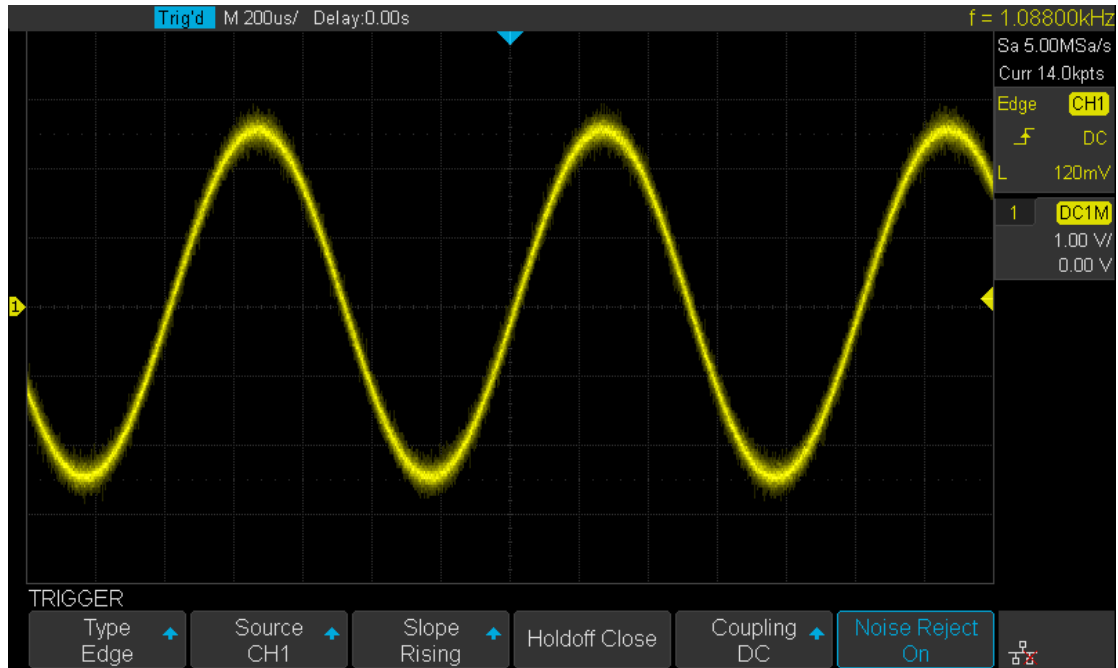 Trig'd M 200us/ Delay:0.00s f = 1.08800kHz
Sa 5.00MSa/s
Curr 14.0kpts
Edge CH1
DC
L 120mV
1 DC1M
1.00 V/
0.00 V
1
TRIGGER
Type Source Slope Holdoff Close Coupling Noise Reject
Edge CH1 Rising DC On